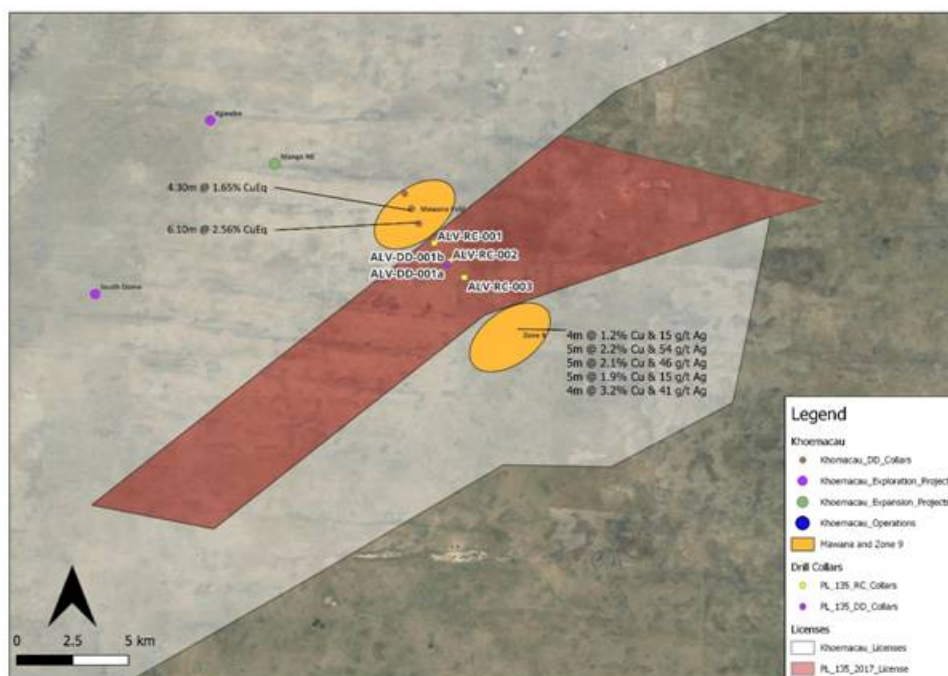 Mango NE
4.30m @ 1.65% CuEq
6.10m @ 2.56% CuEq
ALV-RC-001
ALV-DD-001b
ALV-RC-002
ALV-DD-001a
ALV-RC-003
South Dome
Zone 9
4m @ 1.2% Cu & 15 g/t Ag
5m @ 2.2% Cu & 54 g/t Ag
5m @ 2.1% Cu & 46 g/t Ag
5m @ 1.9% Cu & 15 g/t Ag
4m @ 3.2% Cu & 41 g/t Ag
Legend
Khoemacau
Khomacau_DD_Collars
Khoemacau_Exploration_Project
Khoemacau_Expansion_Projects
Khoemacau_Operations
Mawana and Zone 9
Drill Collars
PL_135_RC_Collars
PL_135_DD_Collars
Licenses
Khoemacau_Licenses
PL_135_2017_License
0 2.5 5 km